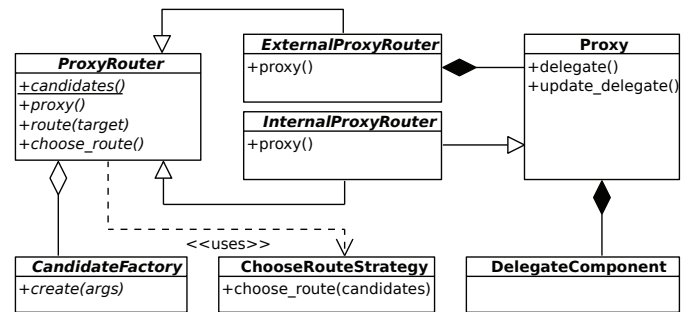 ProxyRouter
+candidates()
+proxy()
+route(target)
+choose_route()
ExternalProxyRouter
+proxy()
InternalProxyRouter
+proxy()
Proxy
+delegate()
+update_delegate()
<<uses>>
CandidateFactory
+create(args)
ChooseRouteStrategy
+choose_route(candidates)
DelegateComponent